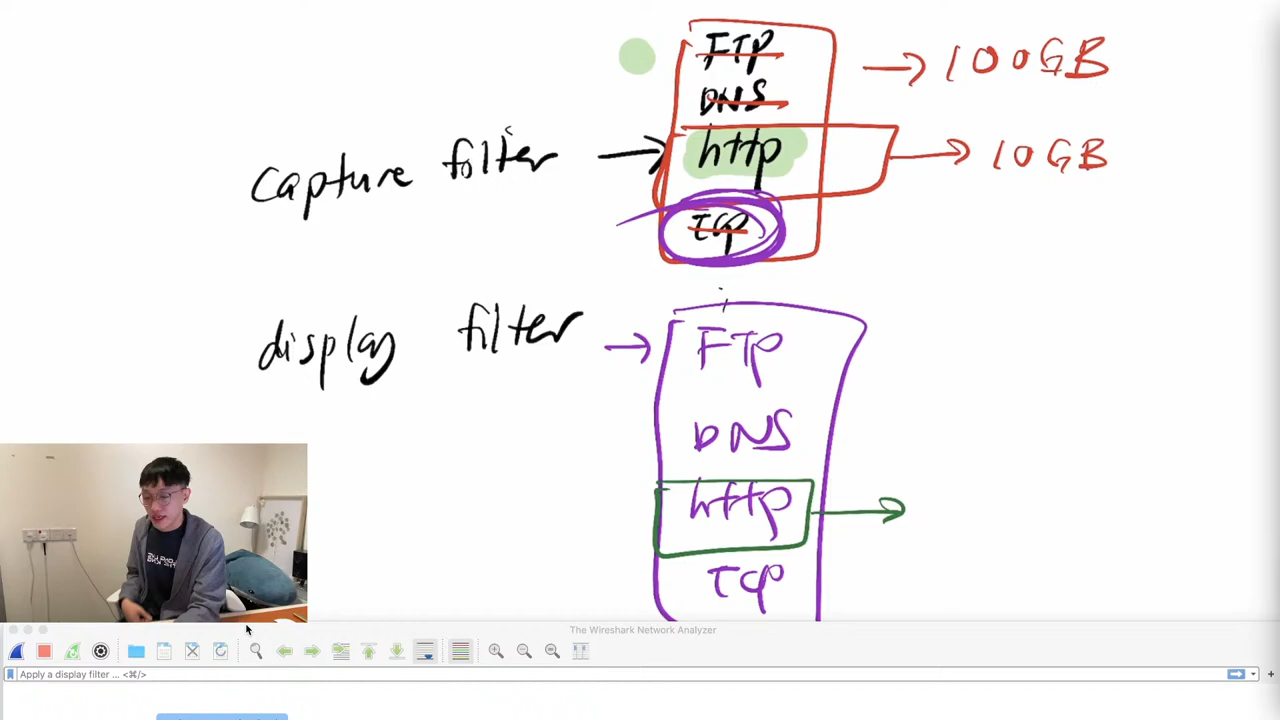 FTP
→ 100GB
DNS
capture filter → http → 10GB
TCP
display filter → FTP
DNS
http →
TCP
The Wireshark Network Analyzer
Apply a display filter ... <⌘/>